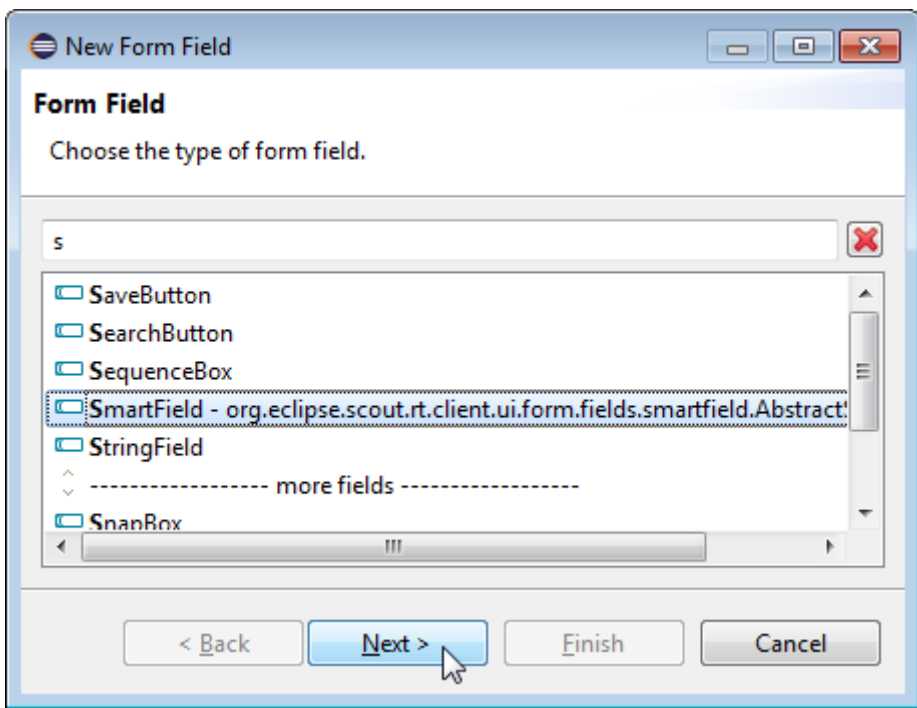 New Form Field
Form Field
Choose the type of form field.
s
SaveButton
SearchButton
SequenceBox
SmartField - org.eclipse.scout.rt.client.ui.form.fields.smartfield.Abstract
StringField
------------------ more fields ------------------
SnapBox
< Back Next > Finish Cancel